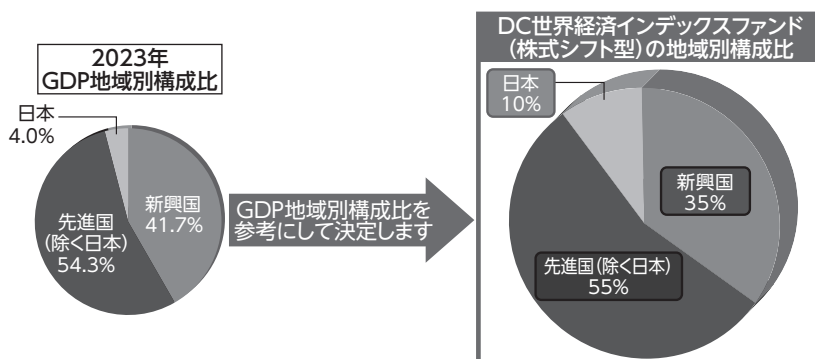 2023年
GDP地域別構成比
日本
4.0%
新興国
41.7%
先進国
(除く日本)
54.3%
GDP地域別構成比を
参考にして決定します
DC世界経済インデックスファンド
(株式シフト型)の地域別構成比
日本
10%
新興国
35%
先進国(除く日本)
55%